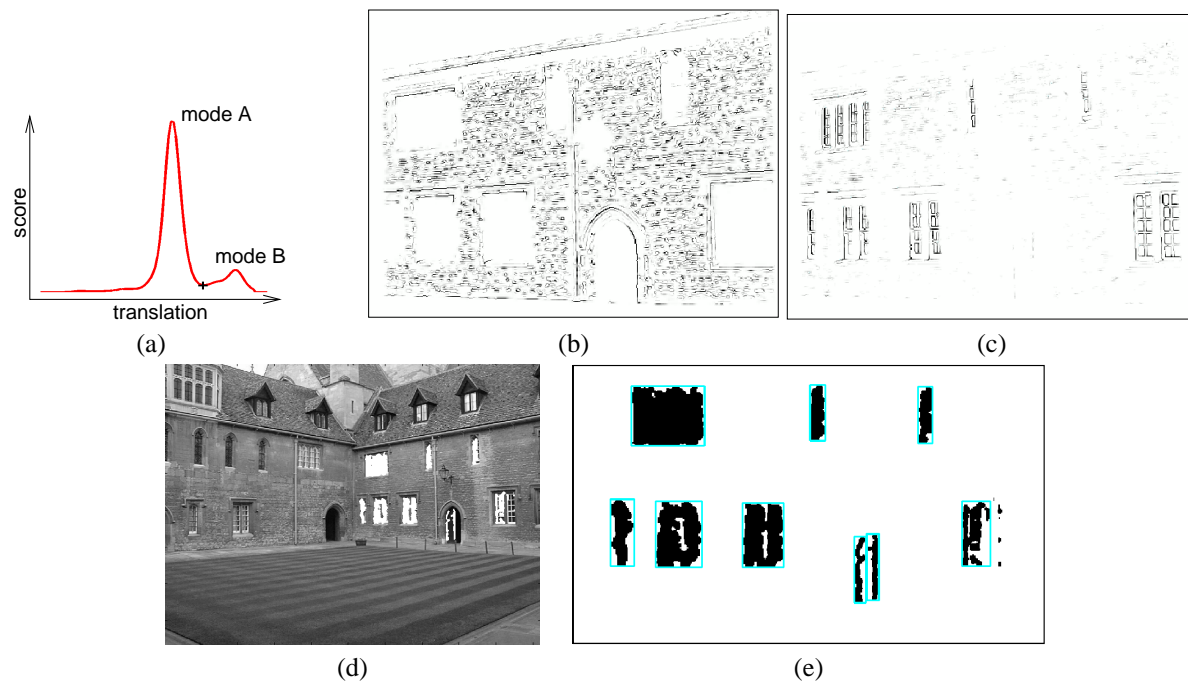 score
mode A
mode B
translation
(a)
(b)
(c)
(d)
(e)